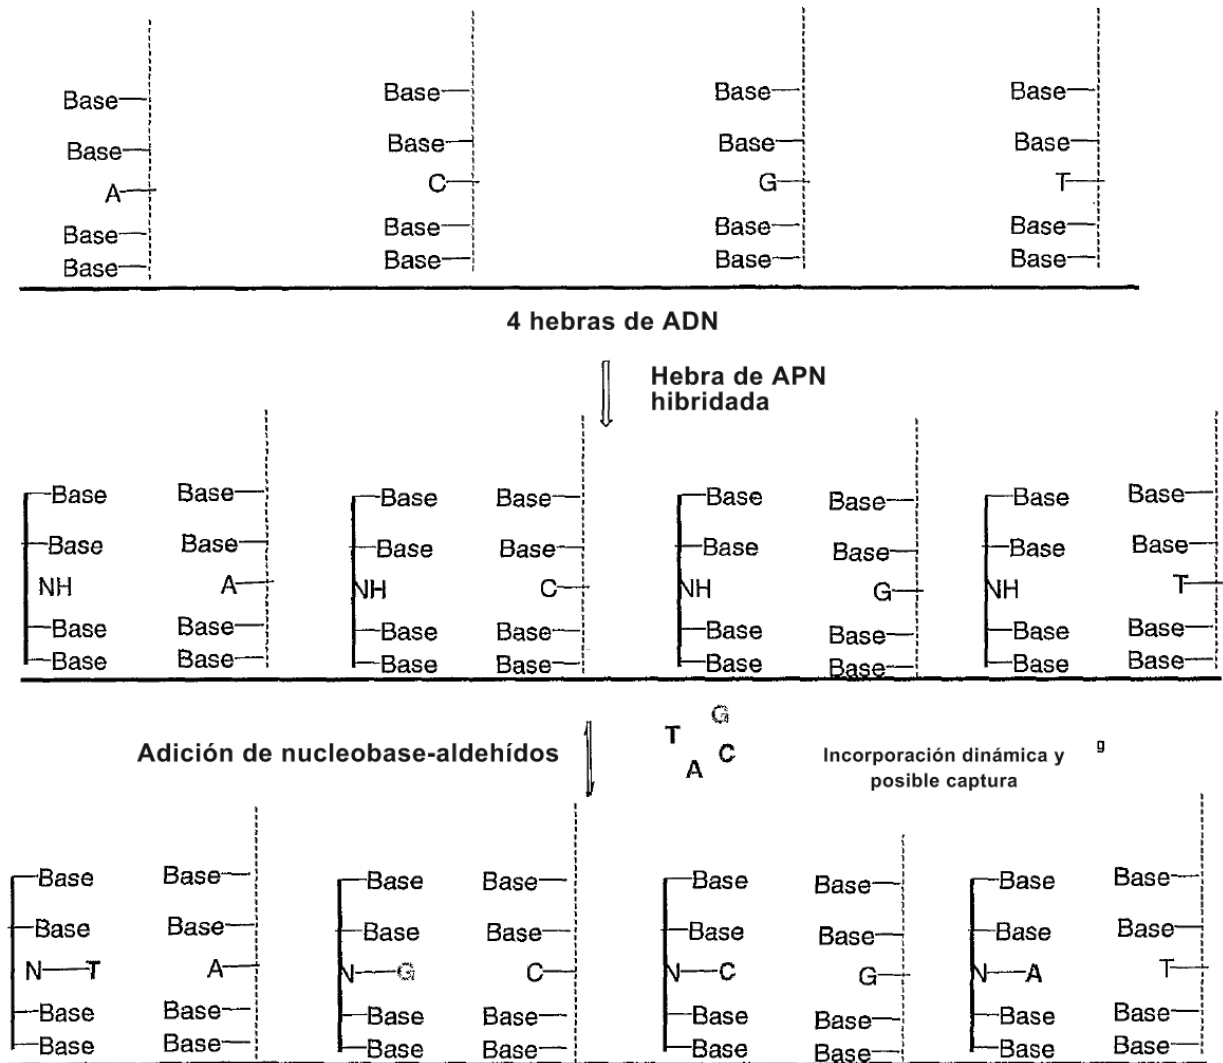 Base Base Base Base
Base Base Base Base
A C G T
Base Base Base Base
Base Base Base Base
4 hebras de ADN
Hebra de APN
hibridada
Base Base Base Base Base Base Base Base
Base Base Base Base Base Base Base Base
NH A NH C NH G NH T
Base Base Base Base Base Base Base Base
Base Base Base Base Base Base Base Base
Adición de nucleobase-aldehídos
T G A C
Incorporación dinámica y g
posible captura
Base Base Base Base Base Base Base Base
Base Base Base Base Base Base Base Base
N T A N G C N C G N A T
Base Base Base Base Base Base Base Base
Base Base Base Base Base Base Base Base